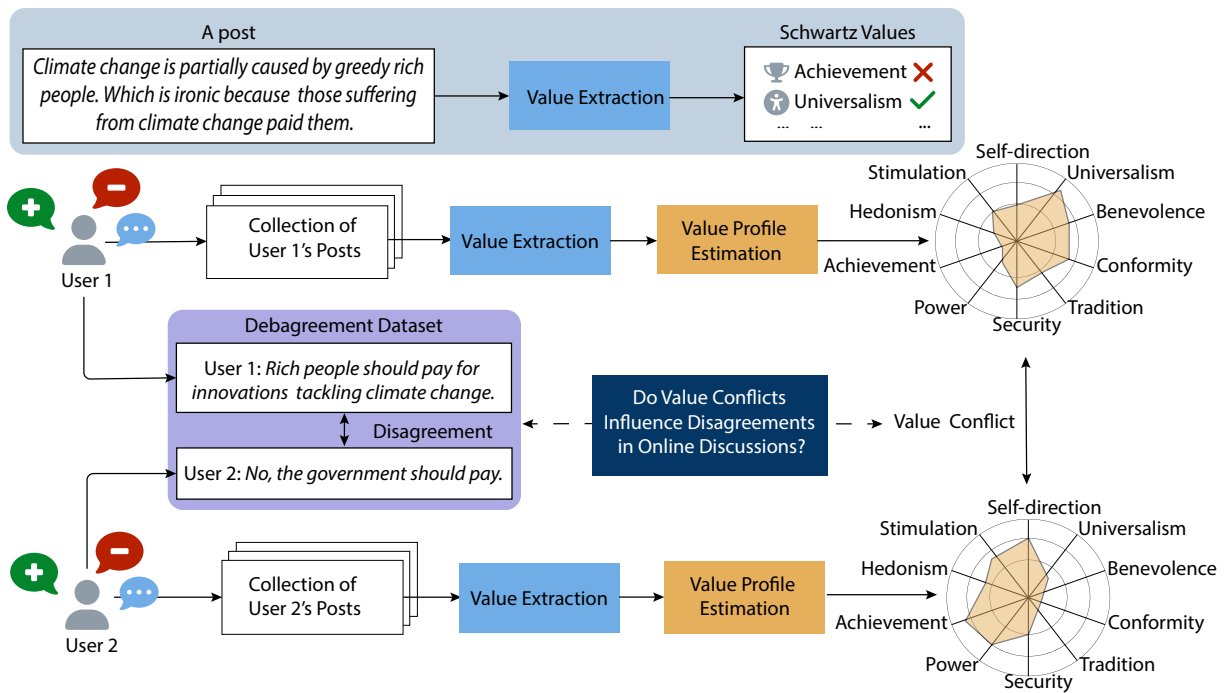 A post
Climate change is partially caused by greedy rich
people. Which is ironic because those suffering
from climate change paid them.
Value Extraction
Schwartz Values
Achievement
Universalism
... ... ...
User 1
Collection of
User 1's Posts
Value Extraction
Value Profile
Estimation
Self-direction
Stimulation
Universalism
Hedonism
Benevolence
Achievement
Conformity
Power
Tradition
Security
Debagreement Dataset
User 1: Rich people should pay for
innovations tackling climate change.
Disagreement
User 2: No, the government should pay.
Do Value Conflicts
Influence Disagreements
in Online Discussions?
Value Conflict
User 2
Collection of
User 2's Posts
Value Extraction
Value Profile
Estimation
Self-direction
Stimulation
Universalism
Hedonism
Benevolence
Achievement
Conformity
Power
Tradition
Security